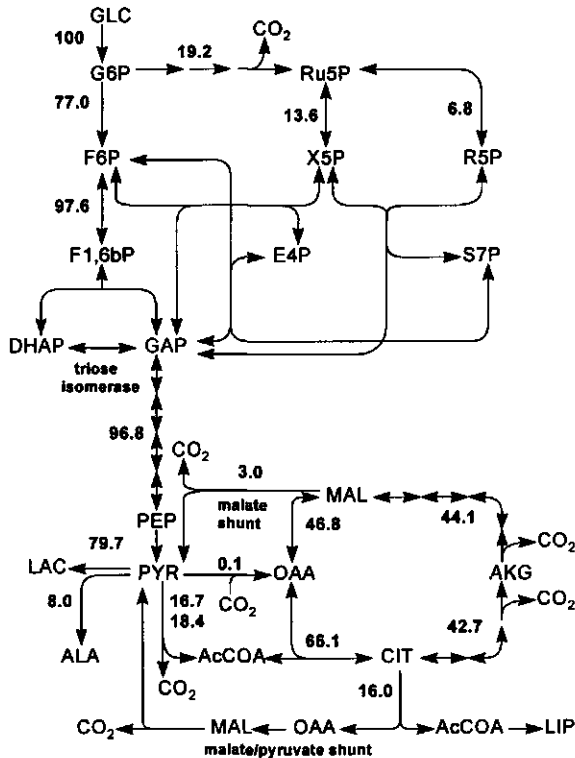 GLC
100
19.2
CO2
G6P
Ru5P
77.0
13.6
6.8
F6P
X5P
R5P
97.6
F1,6bP
E4P
S7P
DHAP
GAP
triose
isomerase
96.8
CO2
3.0
MAL
malate
shunt
46.8
44.1
PEP
79.7
CO2
LAC
PYR
0.1
OAA
AKG
8.0
16.7
CO2
CO2
18.4
66.1
42.7
ALA
AcCOA
CIT
CO2
16.0
CO2
MAL
OAA
AcCOA
LIP
malate/pyruvate shunt